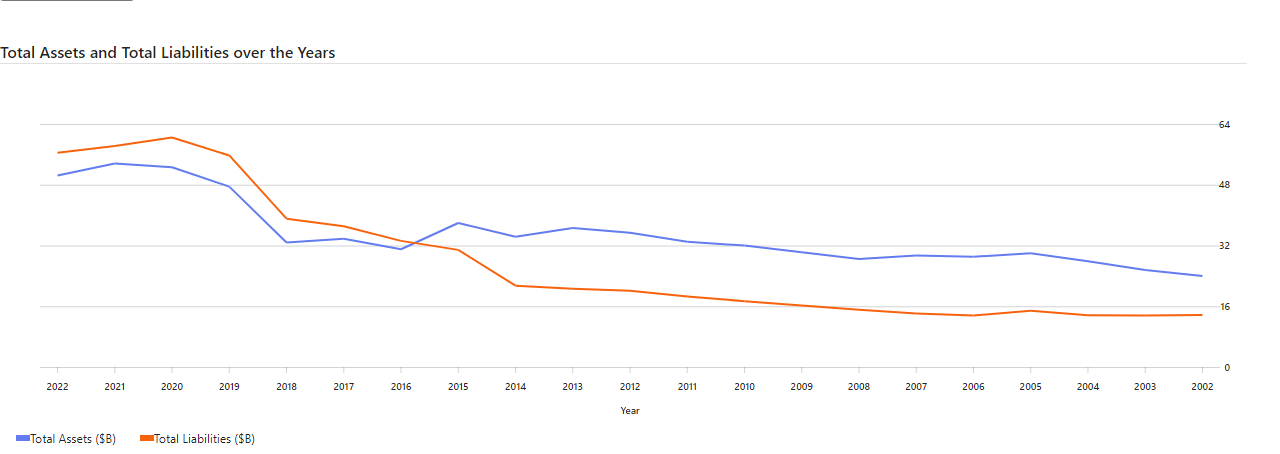 Total Assets and Total Liabilities over the Years
64
48
32
16
0
2022 2021 2020 2019 2018 2017 2016 2015 2014 2013 2012 2011 2010 2009 2008 2007 2006 2005 2004 2003 2002
Year
Total Assets ($B) Total Liabilities ($B)